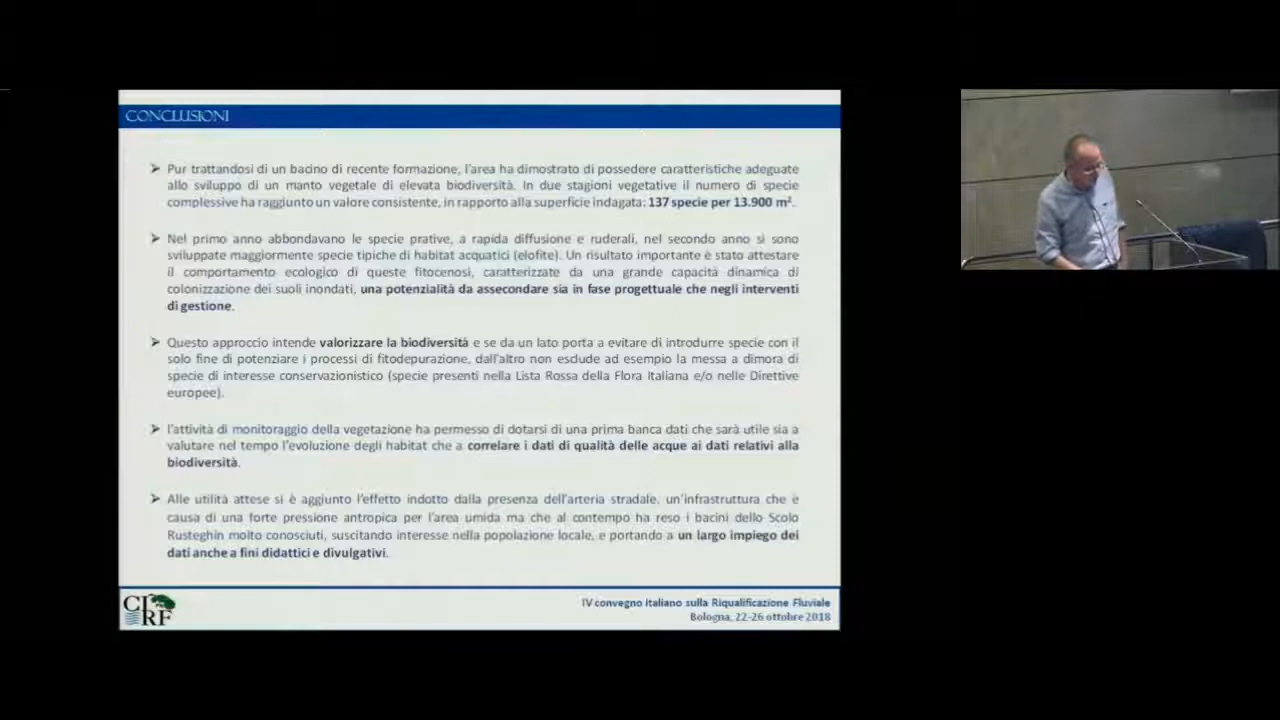 CONCLUSIONI
➢ Pur trattandosi di un bacino di recente formazione, l'area ha dimostrato di possedere caratteristiche adeguate
allo sviluppo di un manto vegetale di elevata biodiversità. In due stagioni vegetative il numero di specie
complessive ha raggiunto un valore consistente, in rapporto alla superficie indagata: 137 specie per 13.900 m².
➢ Nel primo anno abbondavano le specie prative, a rapida diffusione e ruderali, nel secondo anno si sono
sviluppate maggiormente specie tipiche di habitat acquatici (elofite). Un risultato importante è stato attestare
il comportamento ecologico di queste fitocenosi, caratterizzate da una grande capacità dinamica di
colonizzazione dei suoli inondati, una potenzialità da assecondare sia in fase progettuale che negli interventi
di gestione.
➢ Questo approccio intende valorizzare la biodiversità e se da un lato porta a evitare di introdurre specie con il
solo fine di potenziare i processi di fitodepurazione, dall'altro non esclude ad esempio la messa a dimora di
specie di interesse conservazionistico (specie presenti nella Lista Rossa della Flora Italiana e/o nelle Direttive
europee).
➢ l'attività di monitoraggio della vegetazione ha permesso di dotarsi di una prima banca dati che sarà utile sia a
valutare nel tempo l'evoluzione degli habitat che a correlare i dati di qualità delle acque ai dati relativi alla
biodiversità.
➢ Alle utilità attese si è aggiunto l'effetto indotto dalla presenza dell'arteria stradale, un'infrastruttura che è
causa di una forte pressione antropica per l'area umida ma che al contempo ha reso i bacini dello Scolo
Rusteghin molto conosciuti, suscitando interesse nella popolazione locale, e portando a un largo impiego dei
dati anche a fini didattici e divulgativi.
CIRF
IV convegno italiano sulla Riqualificazione Fluviale
Bologna, 22-26 ottobre 2018